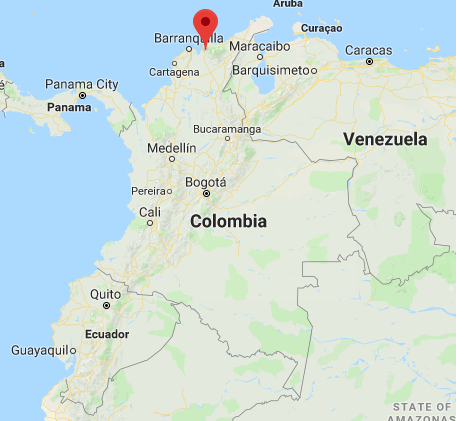 Aruba
Curaçao
Barranquilla
Maracaibo
Caracas
Cartagena
Barquisimeto
Panama City
Panama
Bucaramanga
Venezuela
Medellín
Pereira
Bogotá
Cali
Colombia
Quito
Ecuador
Guayaquil
STATE OF
AMAZONAS